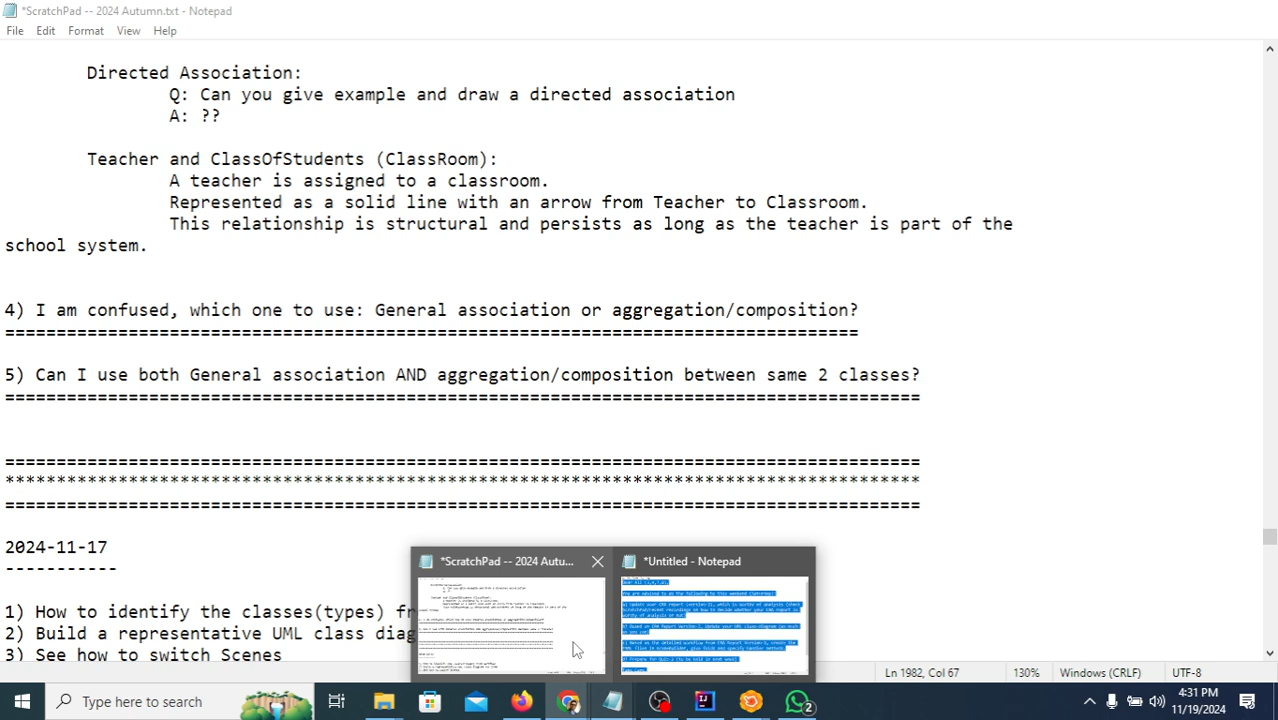 *ScratchPad -- 2024 Autumn.txt - Notepad
File Edit Format View Help
Directed Association:
Q: Can you give example and draw a directed association
A: ??
Teacher and ClassOfStudents (ClassRoom):
A teacher is assigned to a classroom.
Represented as a solid line with an arrow from Teacher to Classroom.
This relationship is structural and persists as long as the teacher is part of the
school system.
4) I am confused, which one to use: General association or aggregation/composition?
===================================================================================
5) Can I use both General association AND aggregation/composition between same 2 classes?
=========================================================================================
=========================================================================================
*****************************************************************************************
=========================================================================================
2024-11-17
-----------
1) How to identify the classes(types) fr
2) Build a representative UML class diag
3) See how to switch Scenes
*ScratchPad -- 2024 Autu...
*Untitled - Notepad
Ln 1982, Col 67 130% Windows (CRLF) UTF-8
Type here to search
2
4:31 PM
11/19/2024